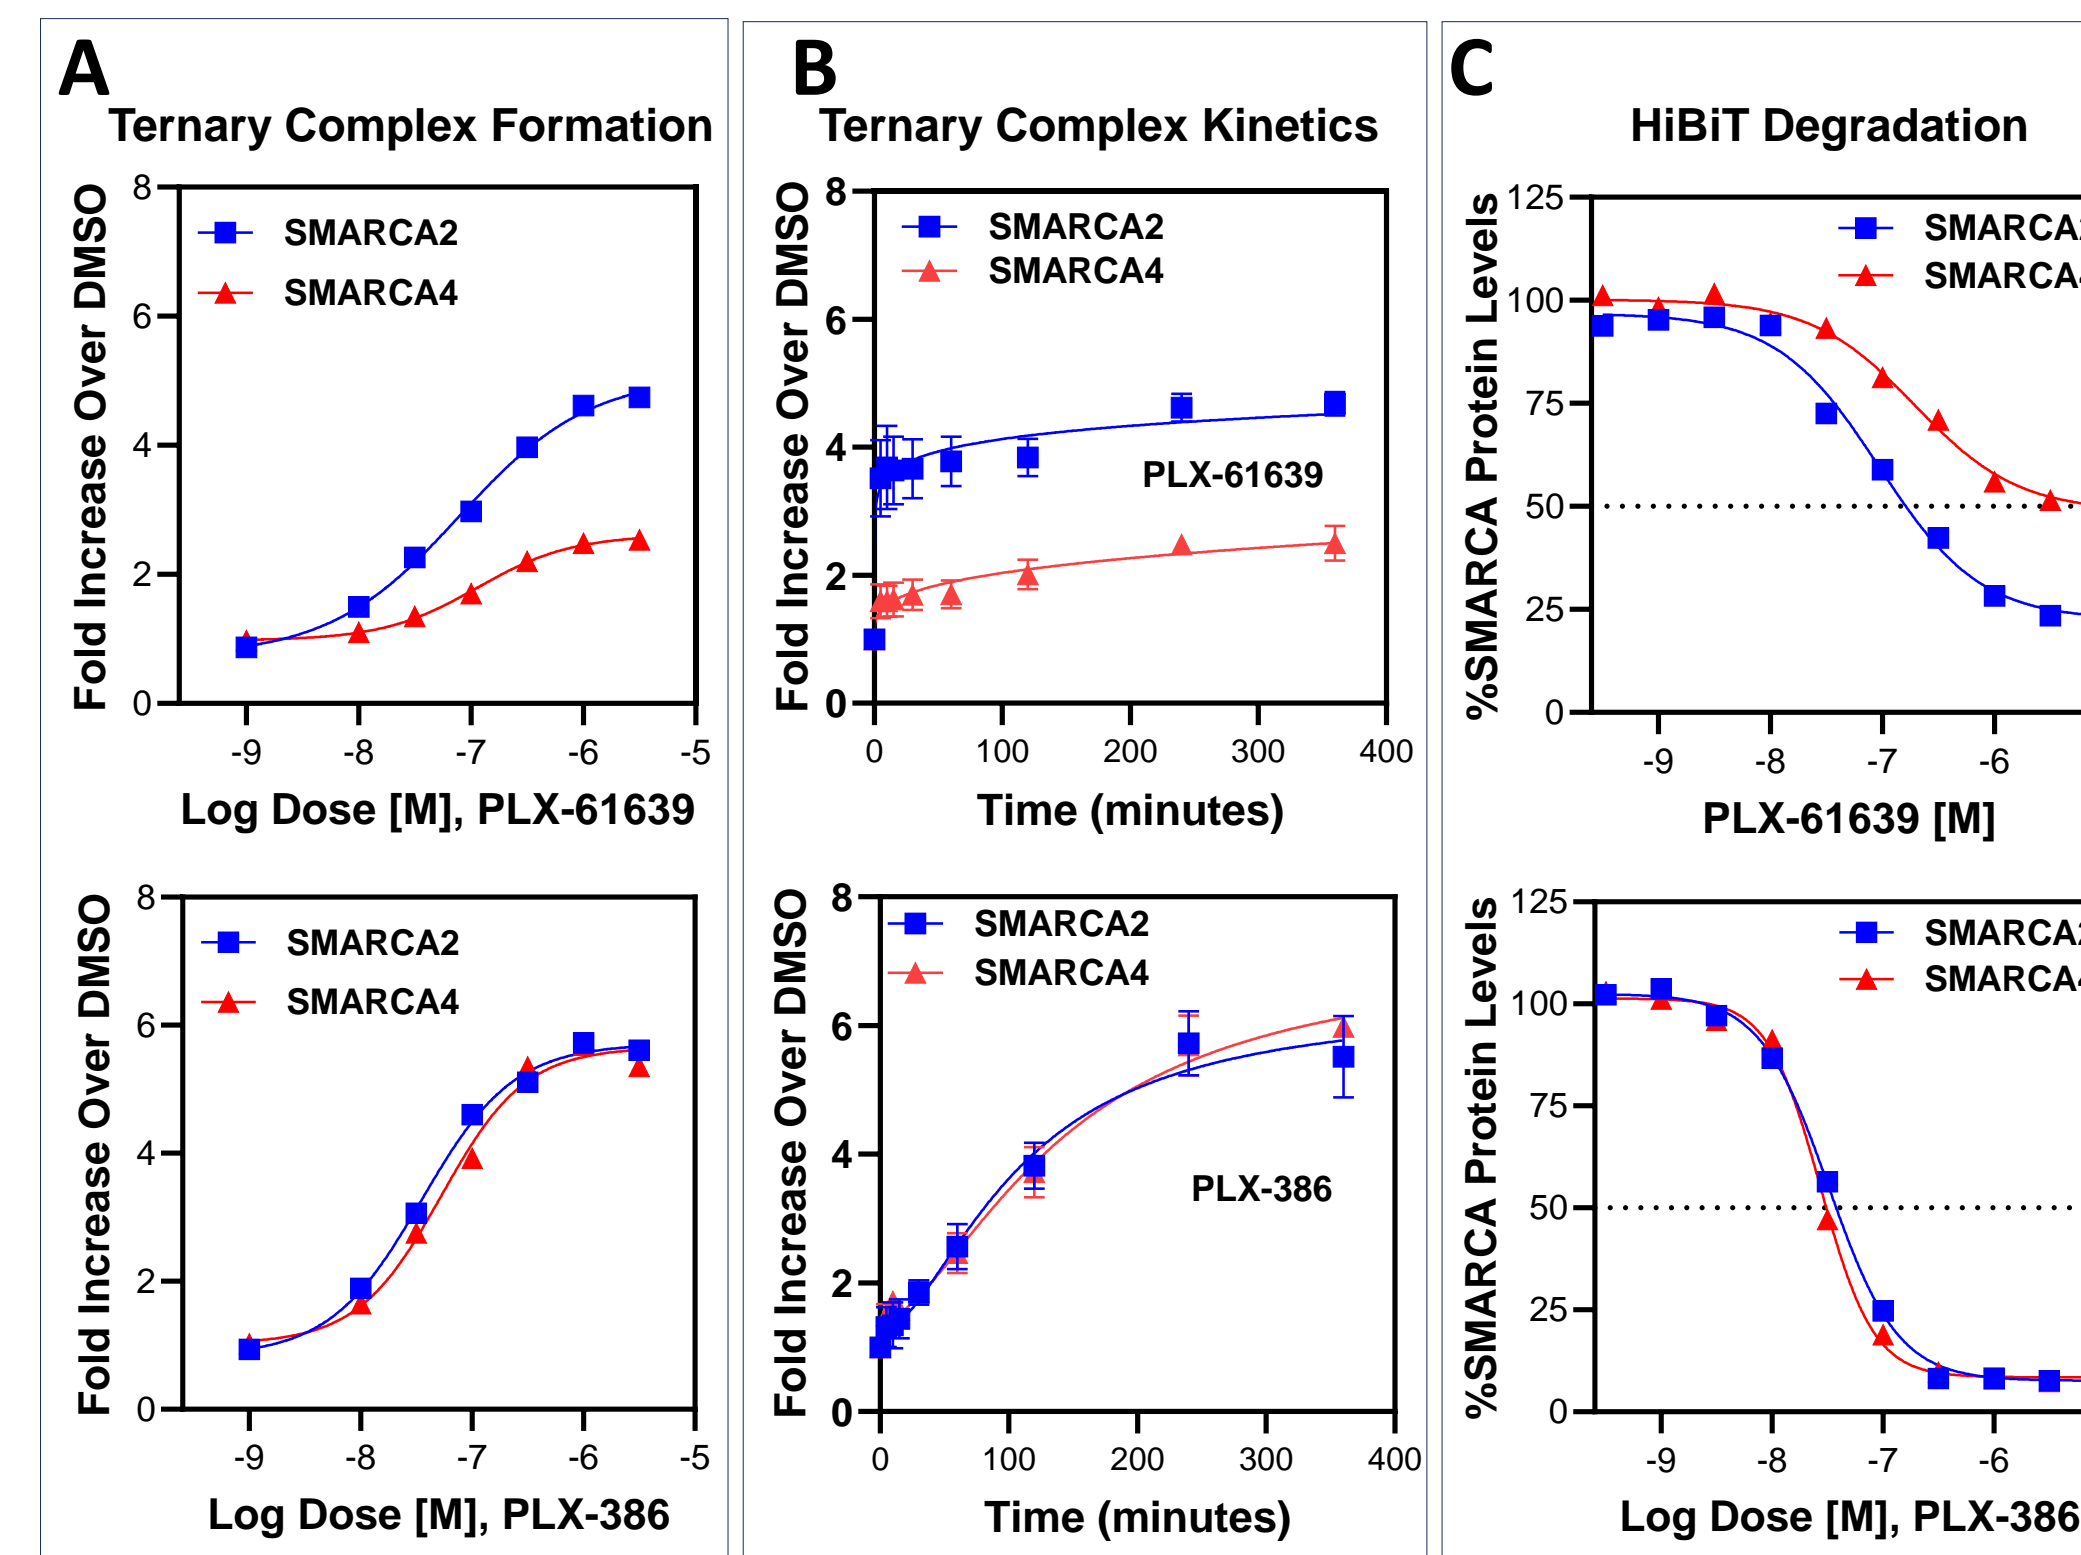 A
Ternary Complex Formation
Fold Increase Over DMSO
8
6
4
2
0
SMARCA2
SMARCA4
-9 -8 -7 -6 -5
Log Dose [M], PLX-61639
8
6
4
2
0
Fold Increase Over DMSO
SMARCA2
SMARCA4
-9 -8 -7 -6 -5
Log Dose [M], PLX-386
B
Ternary Complex Kinetics
Fold Increase Over DMSO
8
6
4
2
0
SMARCA2
SMARCA4
PLX-61639
0 100 200 300 400
Time (minutes)
Fold Increase Over DMSO
8
6
4
2
0
SMARCA2
SMARCA4
PLX-386
0 100 200 300 400
Time (minutes)
C
HiBiT Degradation
%SMARCA Protein Levels
125
100
75
50
25
0
SMARCA
SMARCA
-9 -8 -7 -6
PLX-61639 [M]
%SMARCA Protein Levels
125
100
75
50
25
0
SMARCA
SMARCA
-9 -8 -7 -6
Log Dose [M], PLX-386